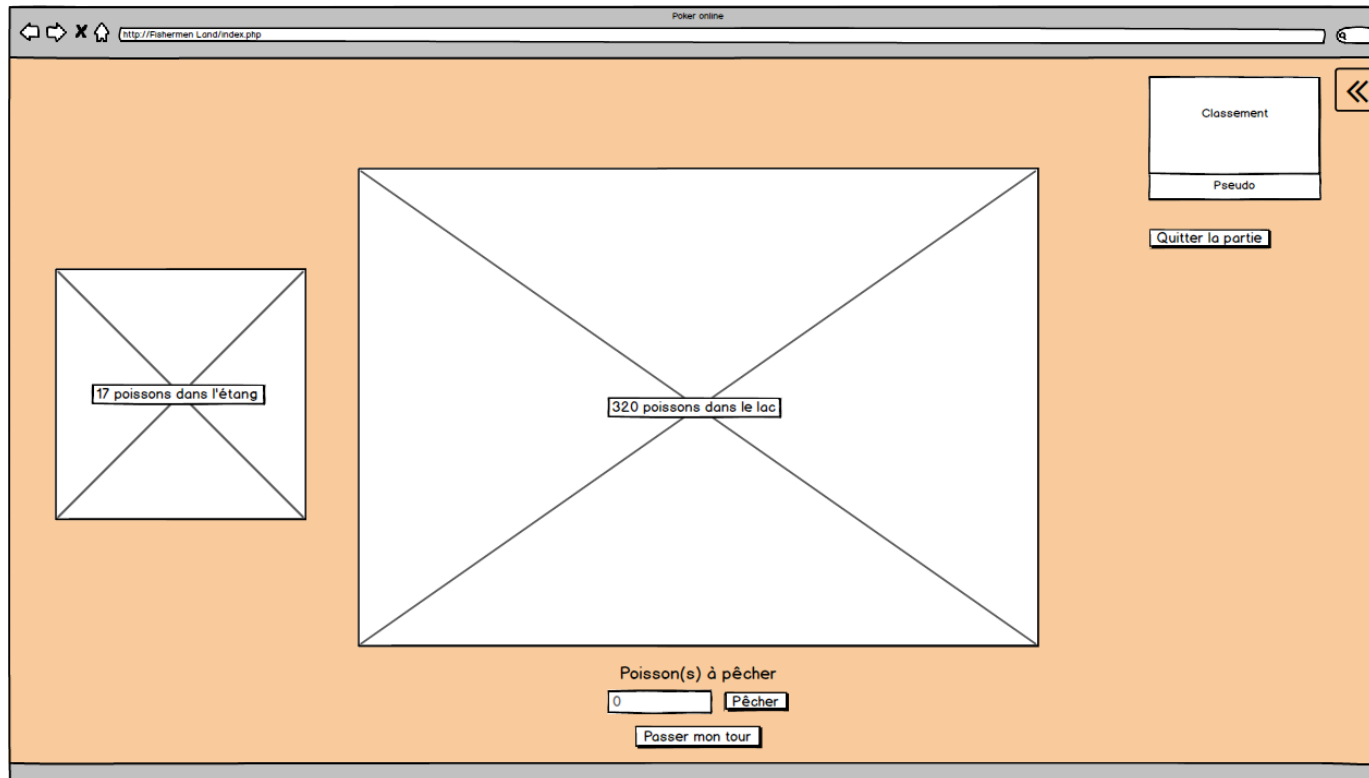 Poker online
http://Fishermen Land/index.php
Classement
Pseudo
Quitter la partie
17 poissons dans l'étang
320 poissons dans le lac
Poisson(s) à pêcher
0
Pêcher
Passer mon tour